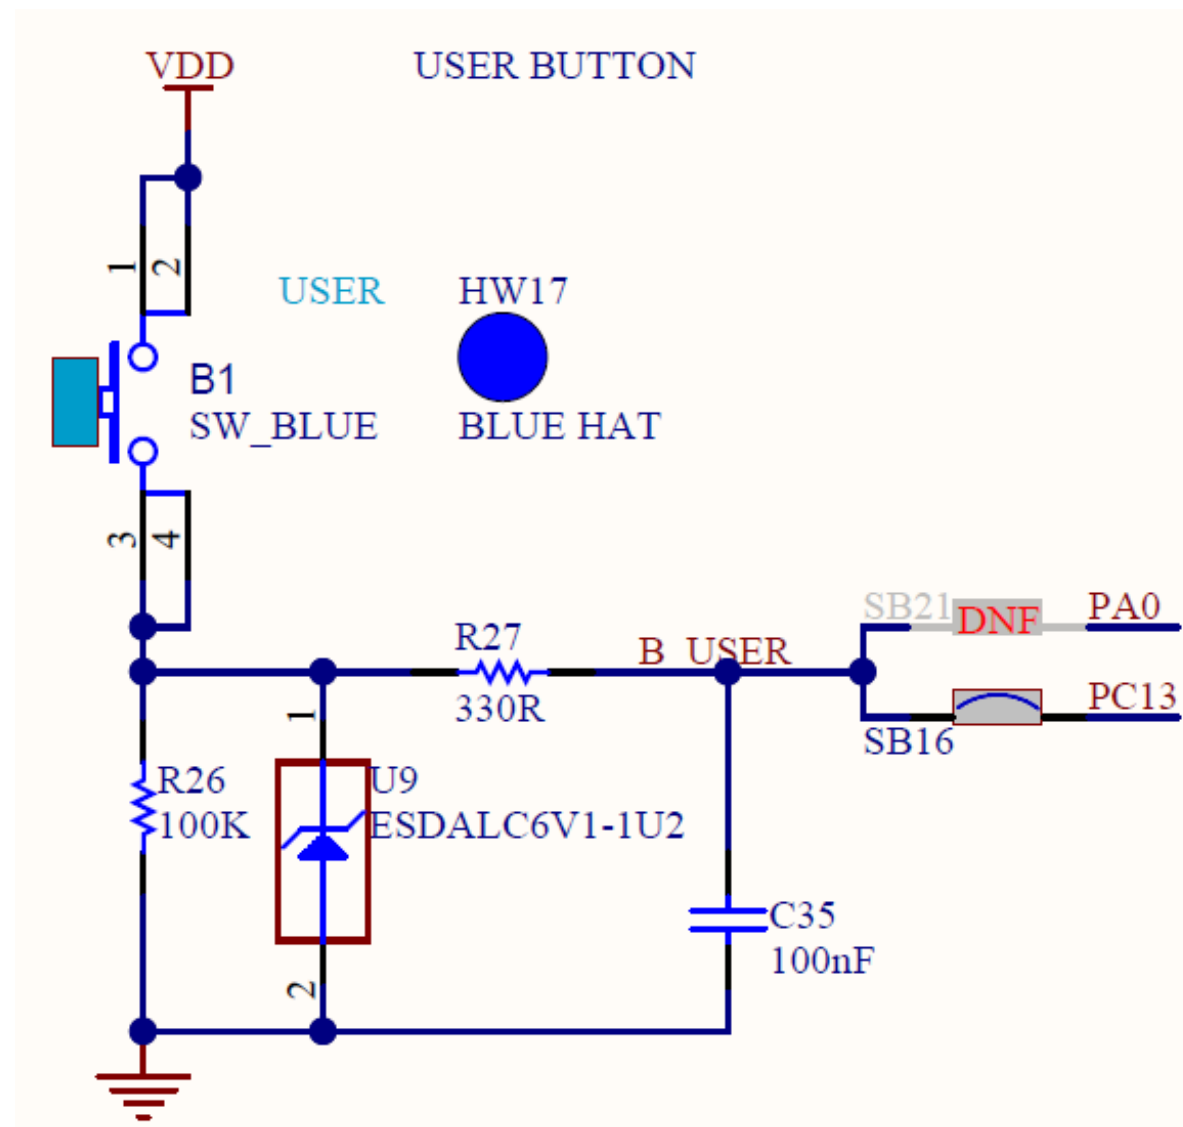 VDD
USER BUTTON
1
2
USER
HW17
B1
SW_BLUE
BLUE HAT
3
4
SB21
DNF
PA0
R27
B_USER
330R
PC13
SB16
1
R26
100K
U9
ESDALC6V1-1U2
C35
100nF
2